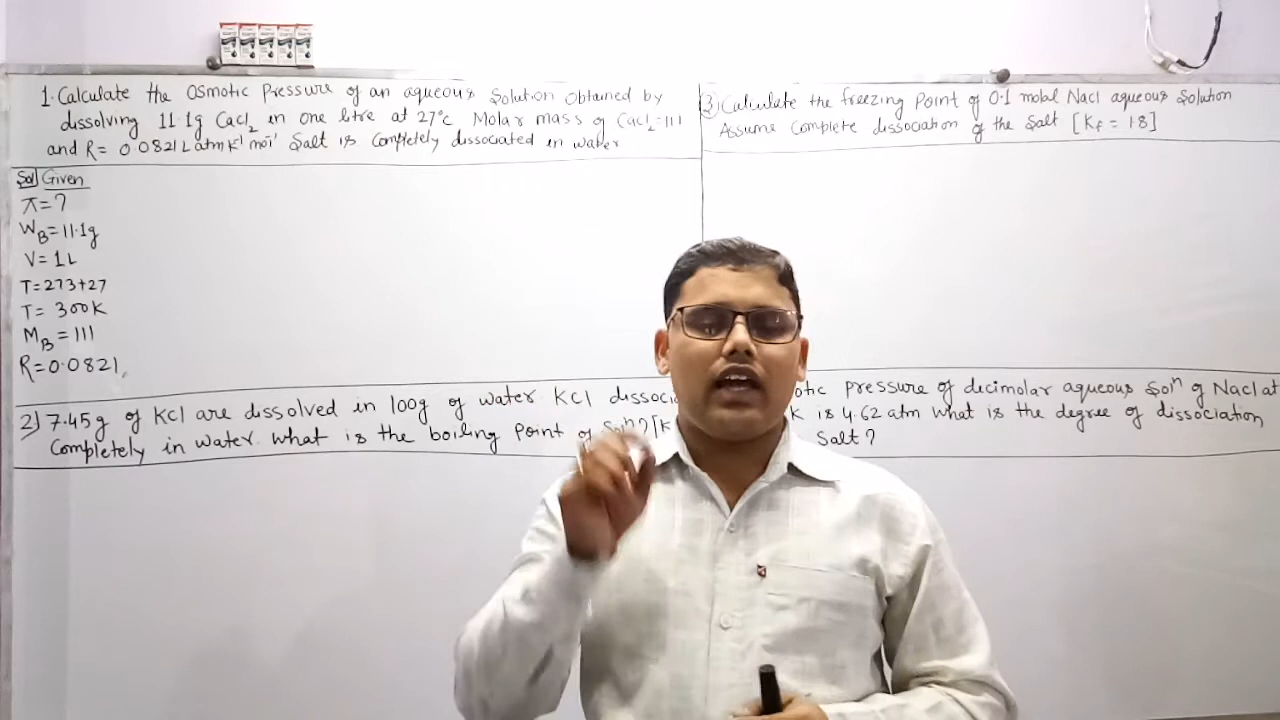 1. Calculate the Osmotic Pressure of an aqueous Solution Obtained by
dissolving 11.1g CaCl2 in one litre at 27°C Molar mass of CaCl2=111
and R= 0.0821 L atm K⁻¹ mol⁻¹ Salt is Completely dissociated in water
Sol Given
π=?
WB=11.1g
V=1L
T=273+27
T= 300K
MB=111
R=0.0821
2) 7.45g of KCl are dissolved in 100g of water KCl
Completely in water. what is the boiling Point of Soln? [K
③ Calculate the freezing Point of 0.1 molal NaCl aqueous Solution
Assume Complete dissociation of the Salt [Kf = 1.8]
pressure of decimolar aqueous Soln of NaCl at
K is 4.62 atm what is the degree of dissociation
Salt?